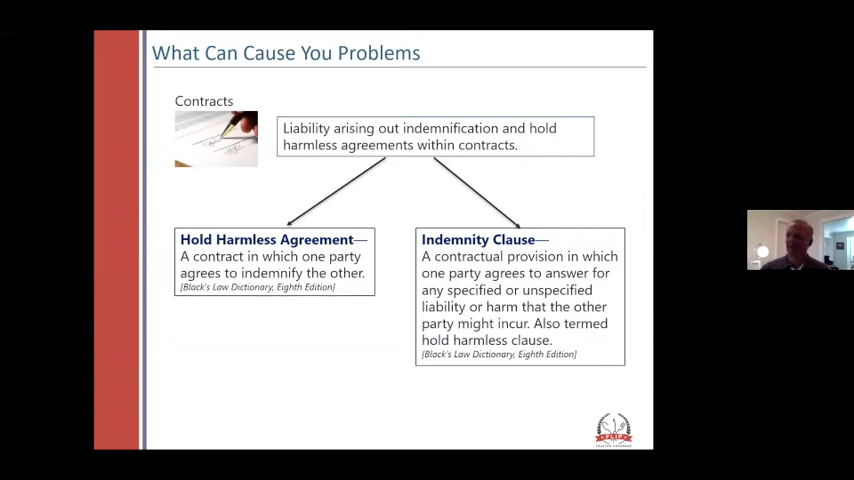 What Can Cause You Problems
Contracts
Liability arising out indemnification and hold
harmless agreements within contracts.
Hold Harmless Agreement—
A contract in which one party
agrees to indemnify the other.
[Black's Law Dictionary, Eighth Edition]
Indemnity Clause—
A contractual provision in which
one party agrees to answer for
any specified or unspecified
liability or harm that the other
party might incur. Also termed
hold harmless clause.
[Black's Law Dictionary, Eighth Edition]
FLIP